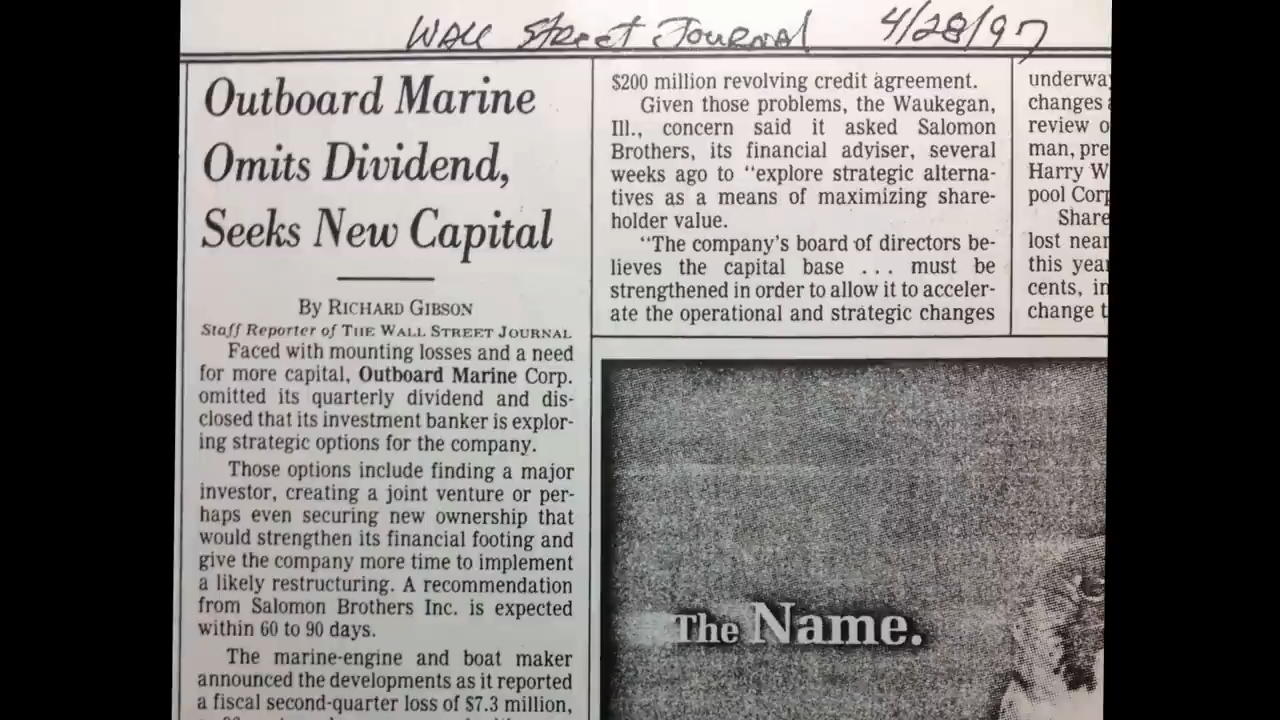 Wall Street Journal 4/28/97
Outboard Marine
Omits Dividend,
Seeks New Capital
By RICHARD GIBSON
Staff Reporter of THE WALL STREET JOURNAL
Faced with mounting losses and a need
for more capital, Outboard Marine Corp.
omitted its quarterly dividend and dis-
closed that its investment banker is explor-
ing strategic options for the company.
Those options include finding a major
investor, creating a joint venture or per-
haps even securing new ownership that
would strengthen its financial footing and
give the company more time to implement
a likely restructuring. A recommendation
from Salomon Brothers Inc. is expected
within 60 to 90 days.
The marine-engine and boat maker
announced the developments as it reported
a fiscal second-quarter loss of $7.3 million,
$200 million revolving credit agreement.
Given those problems, the Waukegan,
Ill., concern said it asked Salomon
Brothers, its financial adviser, several
weeks ago to “explore strategic alterna-
tives as a means of maximizing share-
holder value.
“The company’s board of directors be-
lieves the capital base ... must be
strengthened in order to allow it to acceler-
ate the operational and strategic changes
underway
changes
review o
man, pre
Harry W
pool Corp
Share
lost near
this year
cents, in
change t
The Name.